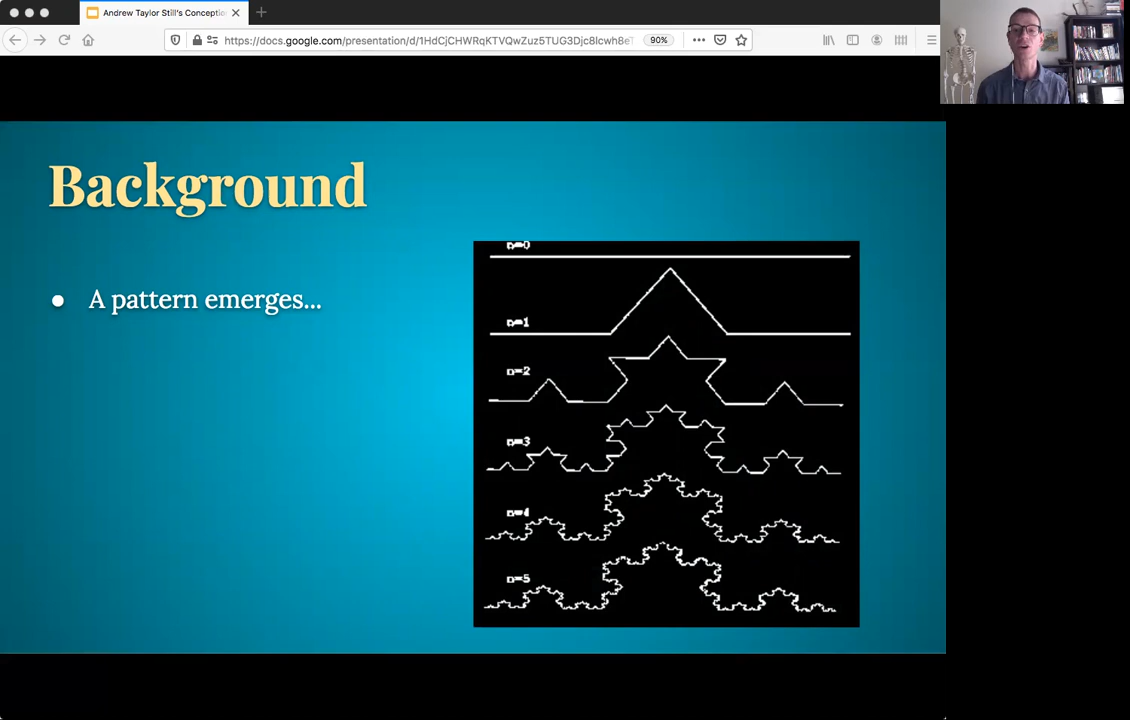 Andrew Taylor Still's Conceptio
https://docs.google.com/presentation/d/1HdCjCHWRqKTVQwZuz5TUG3Djc8lcwh8eT
90%
Background
● A pattern emerges...
n=0
n=1
n=2
n=3
n=4
n=5